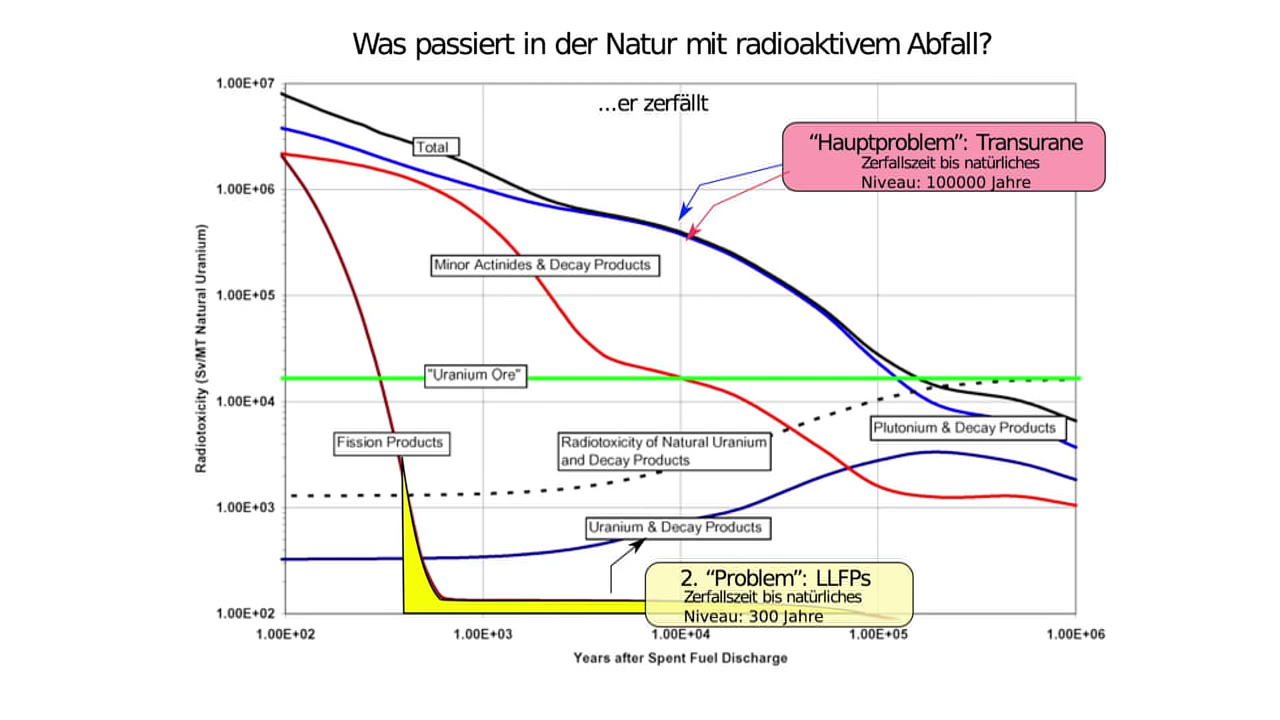 Was passiert in der Natur mit radioaktivem Abfall?
1.00E+07
...er zerfällt
“Hauptproblem”: Transurane
Zerfallszeit bis natürliches
Niveau: 100000 Jahre
Total
1.00E+06
Minor Actinides & Decay Products
Radiotoxicity (Sv/MT Natural Uranium)
1.00E+05
"Uranium Ore"
1.00E+04
Plutonium & Decay Products
Fission Products
Radiotoxicity of Natural Uranium
and Decay Products
1.00E+03
Uranium & Decay Products
2. “Problem”: LLFPs
Zerfallszeit bis natürliches
Niveau: 300 Jahre
1.00E+02
1.00E+02
1.00E+03
1.00E+04
1.00E+05
1.00E+06
Years after Spent Fuel Discharge